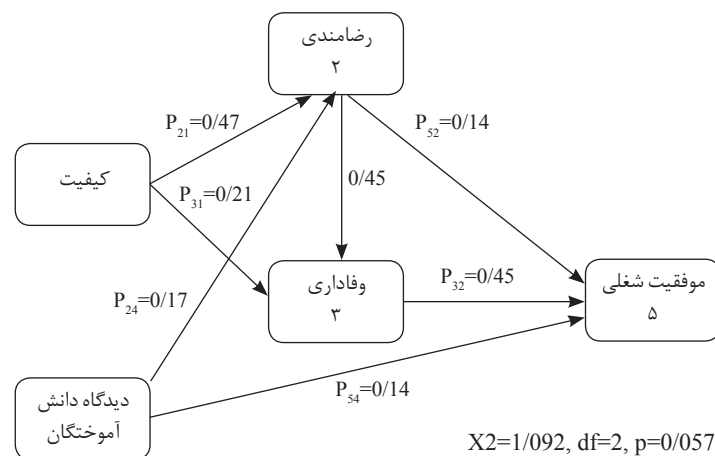 رضامندی
۲
P21=0/47
P52=0/14
کیفیت
P31=0/21
0/45
وفاداری
۳
P32=0/45
موفقیت شغلی
۵
P24=0/17
دیدگاه دانش
آموختگان
P54=0/14
X2=1/092, df=2, p=0/057